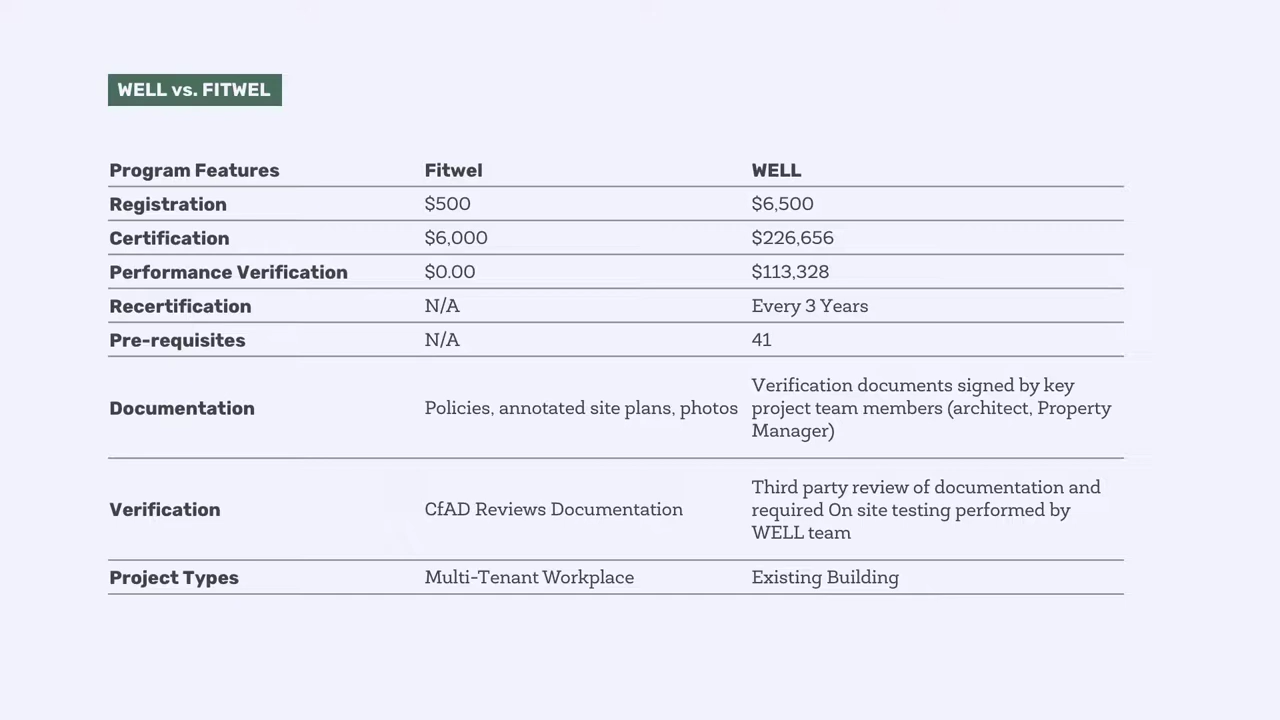 WELL vs. FITWEL
Program Features Fitwel WELL
Registration $500 $6,500
Certification $6,000 $226,656
Performance Verification $0.00 $113,328
Recertification N/A Every 3 Years
Pre-requisites N/A 41
Documentation Policies, annotated site plans, photos Verification documents signed by key
project team members (architect, Property
Manager)
Verification CfAD Reviews Documentation Third party review of documentation and
required On site testing performed by
WELL team
Project Types Multi-Tenant Workplace Existing Building